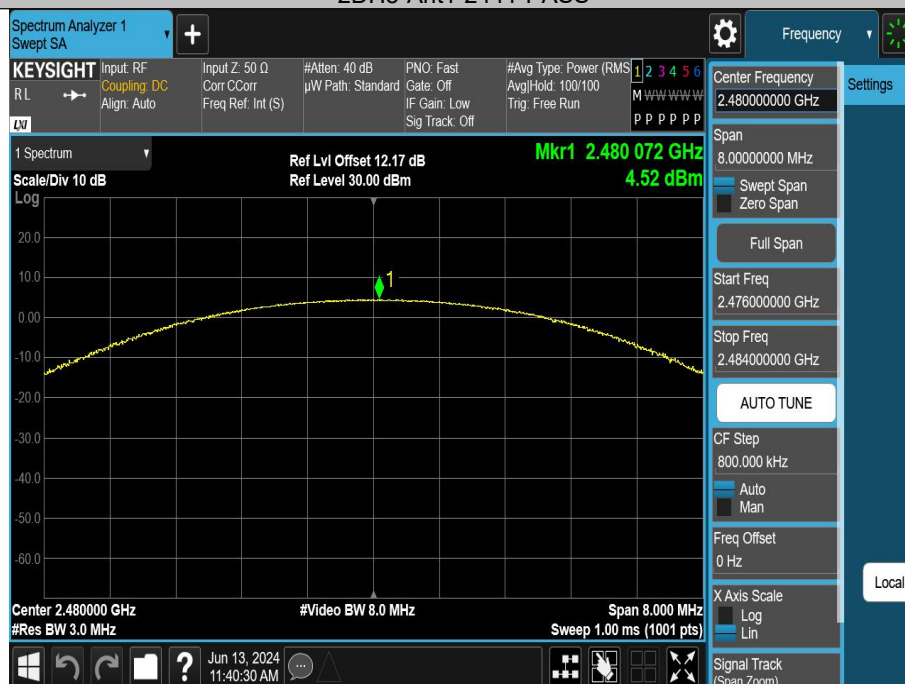 Spectrum Analyzer 1
Swept SA
+
Frequency
KEYSIGHT
RL
LXI
Input: RF
Coupling: DC
Align: Auto
Input Z: 50 Ω
Corr CCorr
Freq Ref: Int (S)
#Atten: 40 dB
µW Path: Standard
PNO: Fast
Gate: Off
IF Gain: Low
Sig Track: Off
#Avg Type: Power (RMS
Avg|Hold: 100/100
Trig: Free Run
1 2 3 4 5 6
M W W W W W
P P P P P P
1 Spectrum
Scale/Div 10 dB
Log
Ref Lvl Offset 12.17 dB
Ref Level 30.00 dBm
Mkr1 2.480 072 GHz
4.52 dBm
20.0
10.0
0.00
-10.0
-20.0
-30.0
-40.0
-50.0
-60.0
1
Center 2.480000 GHz
#Res BW 3.0 MHz
#Video BW 8.0 MHz
Span 8.000 MHz
Sweep 1.00 ms (1001 pts)
Center Frequency
2.480000000 GHz
Settings
Span
8.00000000 MHz
Swept Span
Zero Span
Full Span
Start Freq
2.476000000 GHz
Stop Freq
2.484000000 GHz
AUTO TUNE
CF Step
800.000 kHz
Auto
Man
Freq Offset
0 Hz
X Axis Scale
Log
Lin
Local
Signal Track
(Span Zoom)
?
Jun 13, 2024
11:40:30 AM